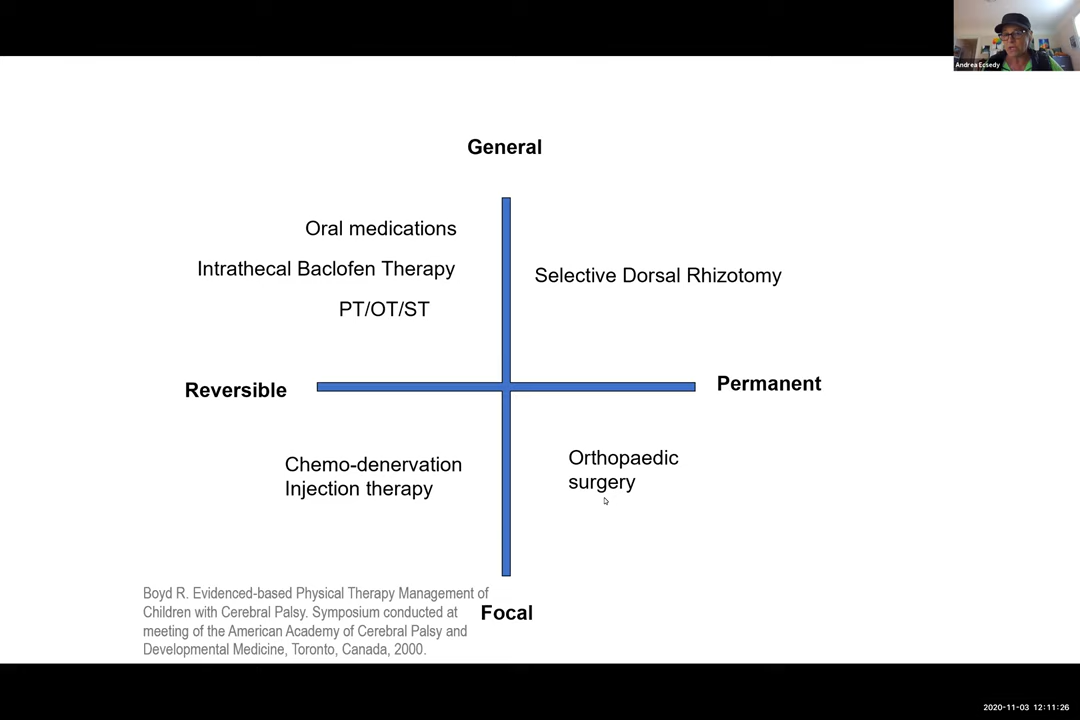 Andrea Ecsedy
General
Oral medications
Intrathecal Baclofen Therapy
PT/OT/ST
Selective Dorsal Rhizotomy
Reversible
Permanent
Chemo-denervation
Injection therapy
Orthopaedic
surgery
Boyd R. Evidenced-based Physical Therapy Management of
Children with Cerebral Palsy. Symposium conducted at
meeting of the American Academy of Cerebral Palsy and
Developmental Medicine, Toronto, Canada, 2000.
Focal
2020-11-03 12:11:26